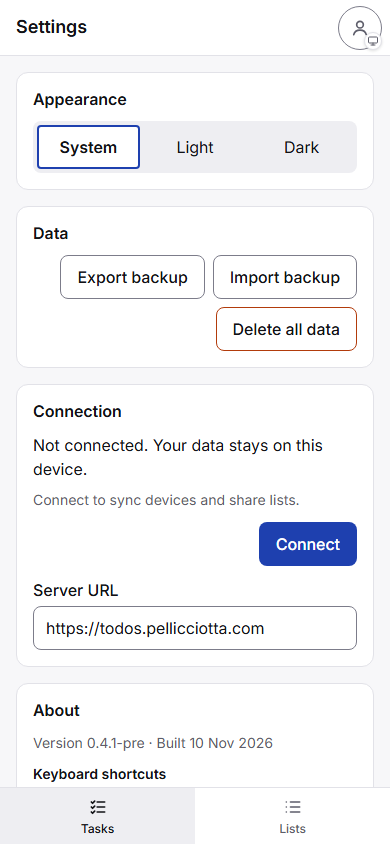 Settings
Appearance
System
Light
Dark
Data
Export backup
Import backup
Delete all data
Connection
Not connected. Your data stays on this
device.
Connect to sync devices and share lists.
Connect
Server URL
https://todos.pellicciotta.com
About
Version 0.4.1-pre · Built 10 Nov 2026
Keyboard shortcuts
Tasks
Lists